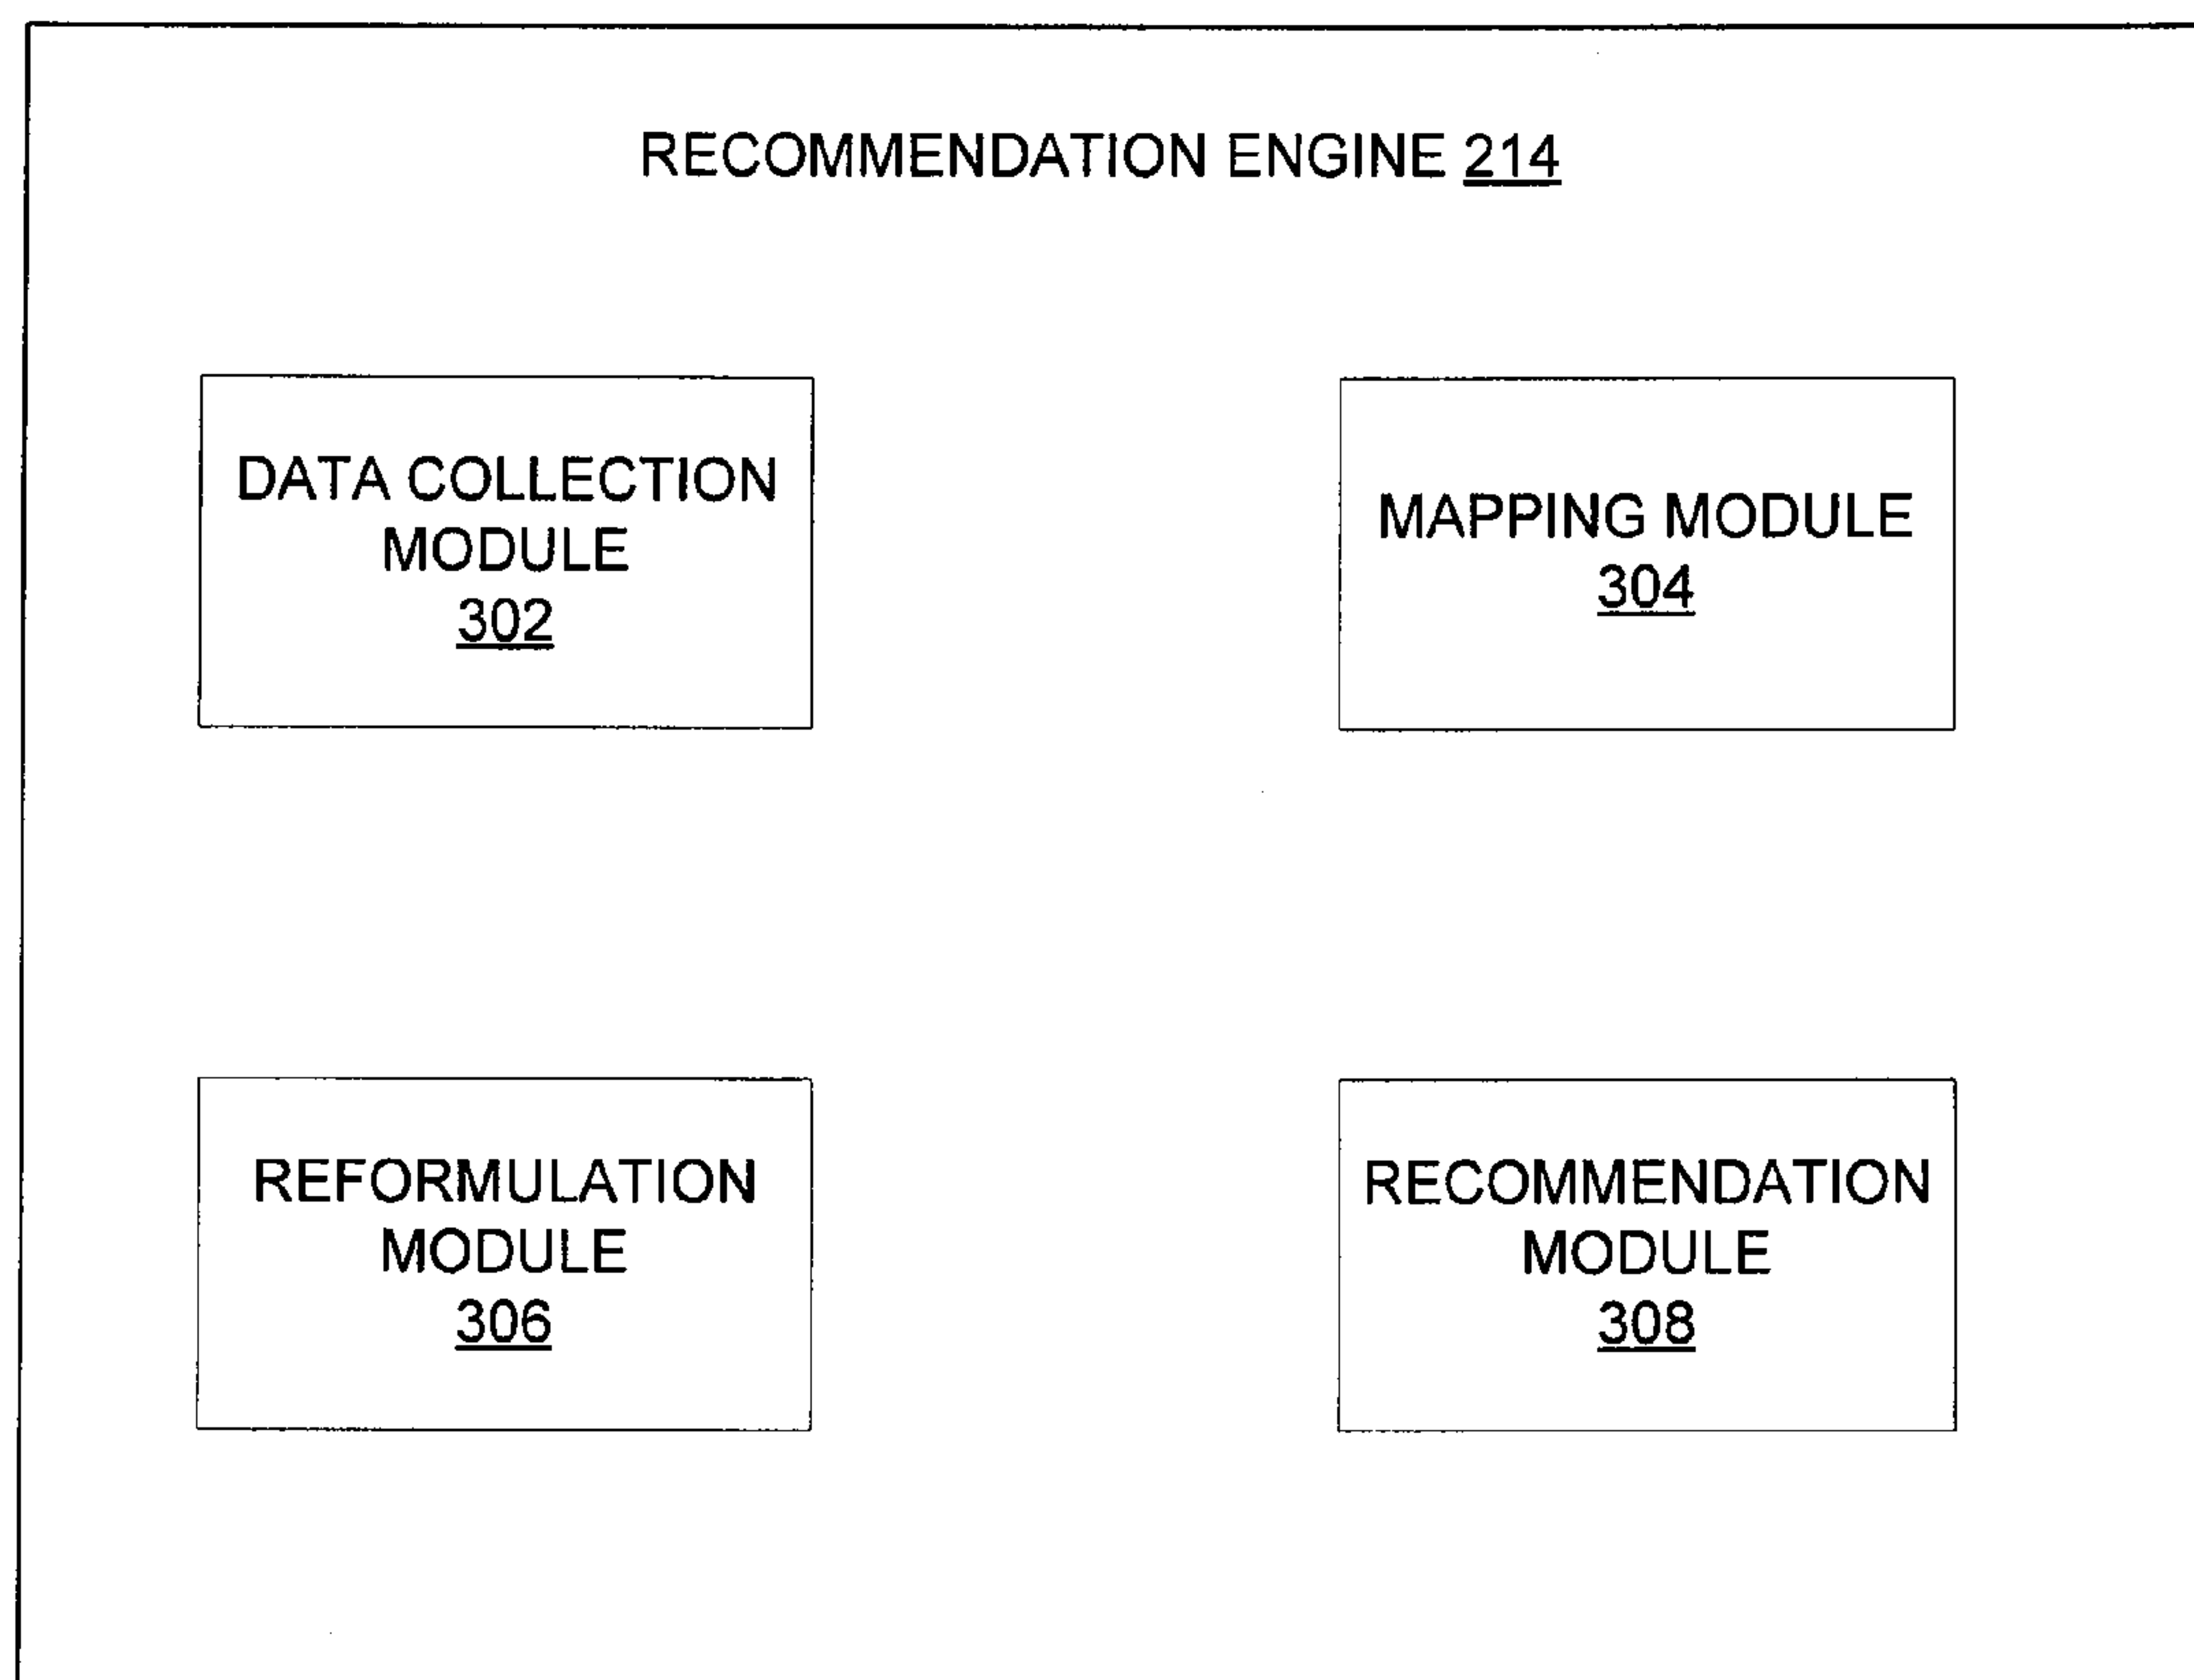 RECOMMENDATION ENGINE 214
DATA COLLECTION
MODULE
302
MAPPING MODULE
304
REFORMULATION
MODULE
306
RECOMMENDATION
MODULE
308